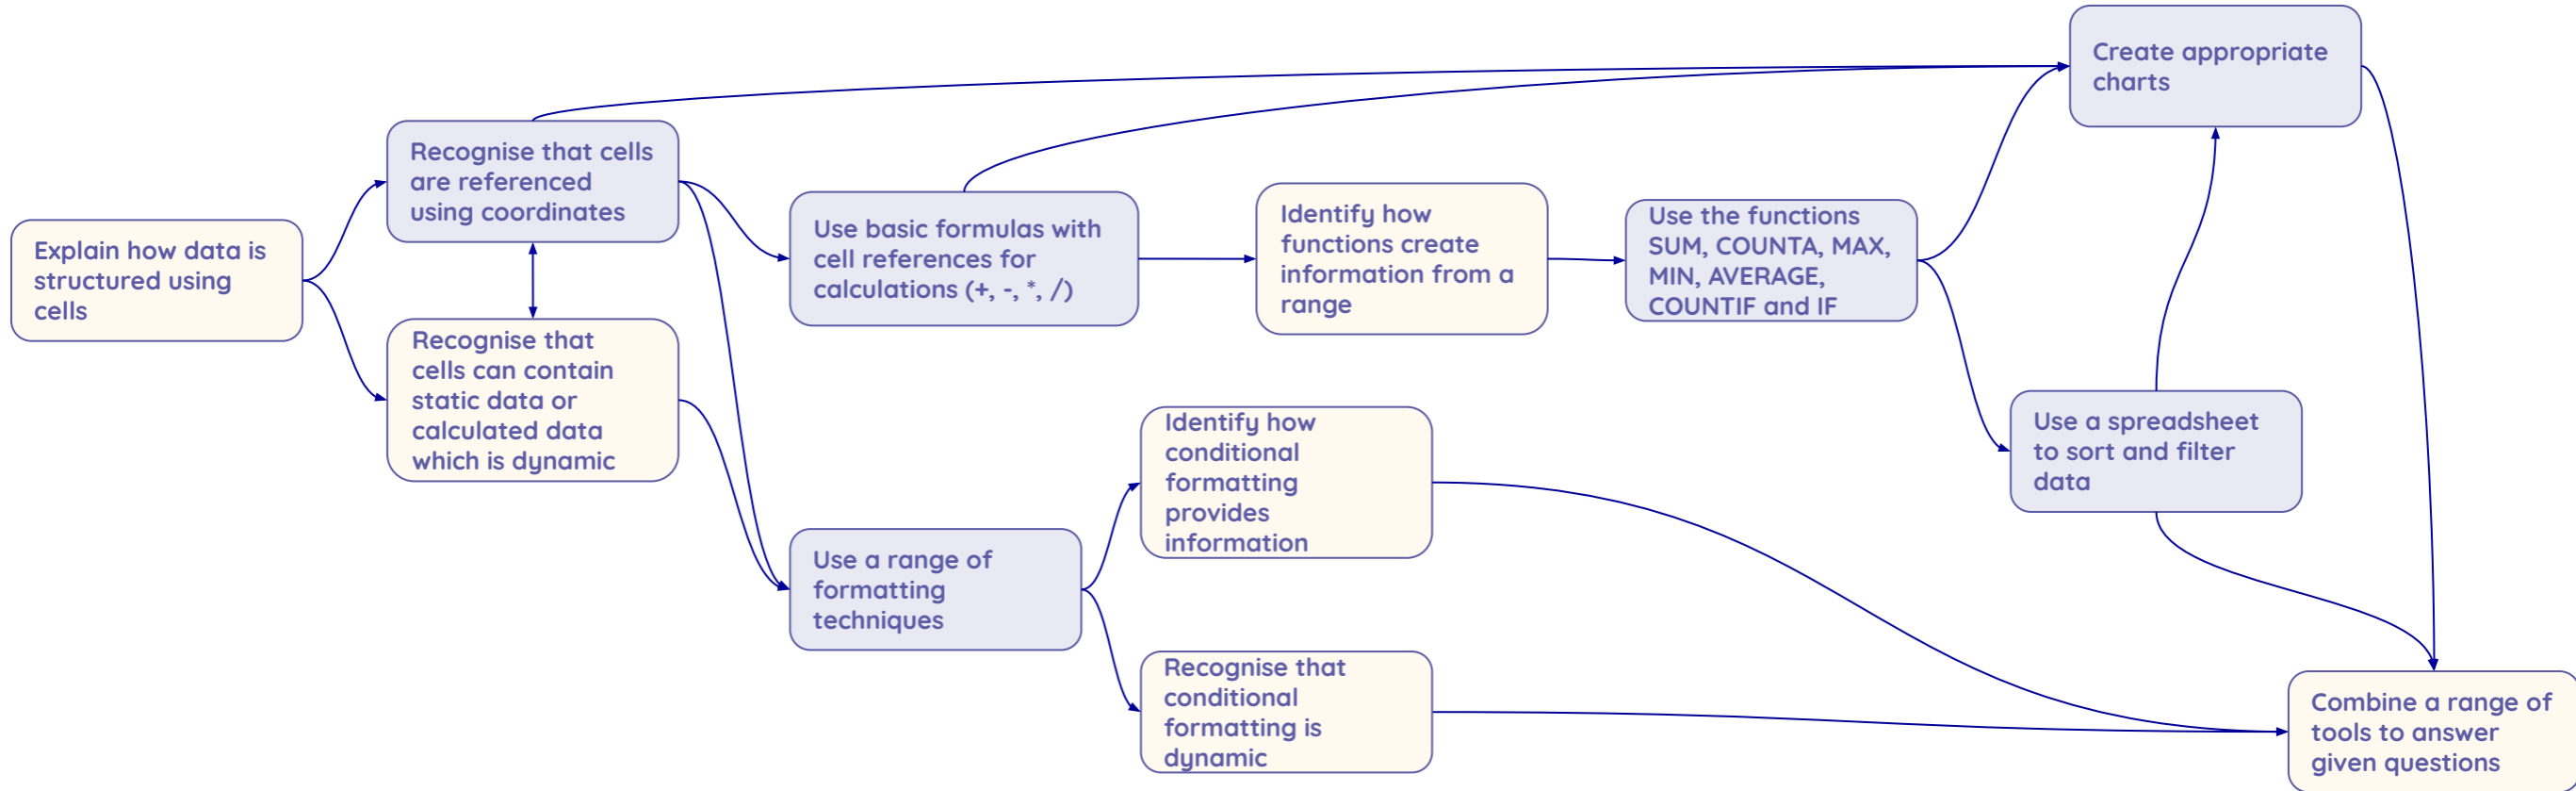 Explain how data is
structured using
cells
Recognise that cells
are referenced
using coordinates
Recognise that
cells can contain
static data or
calculated data
which is dynamic
Use basic formulas with
cell references for
calculations (+, -, *, /)
Use a range of
formatting
techniques
Identify how
functions create
information from a
range
Identify how
conditional
formatting
provides
information
Recognise that
conditional
formatting is
dynamic
Use the functions
SUM, COUNTA, MAX,
MIN, AVERAGE,
COUNTIF and IF
Create appropriate
charts
Use a spreadsheet
to sort and filter
data
Combine a range of
tools to answer
given questions